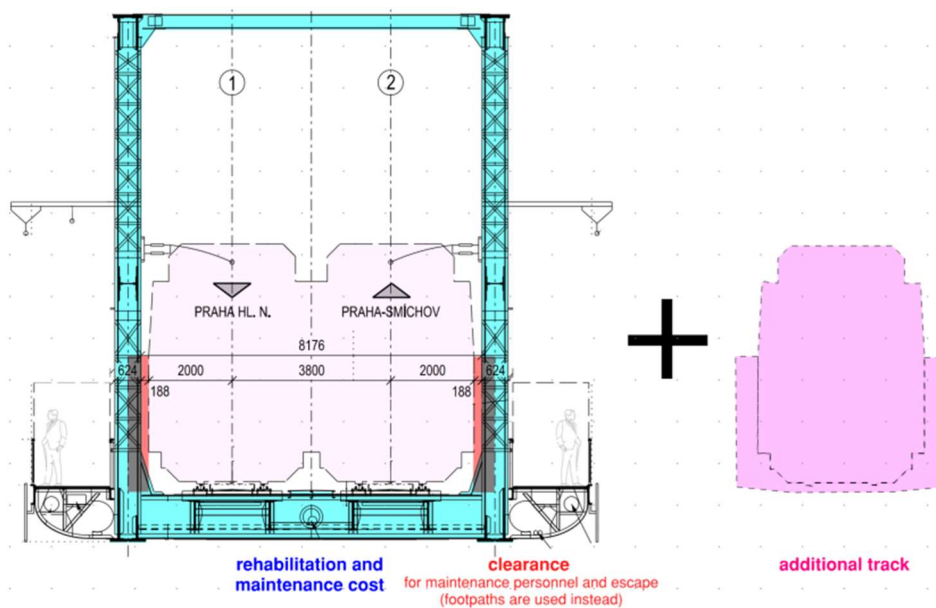 1
2
PRAHA HL. N.
PRAHA-SMÍCHOV
8176
624
2000
3800
2000
624
188
188
rehabilitation and
maintenance cost
clearance
for maintenance personnel and escape
(footpaths are used instead)
additional track